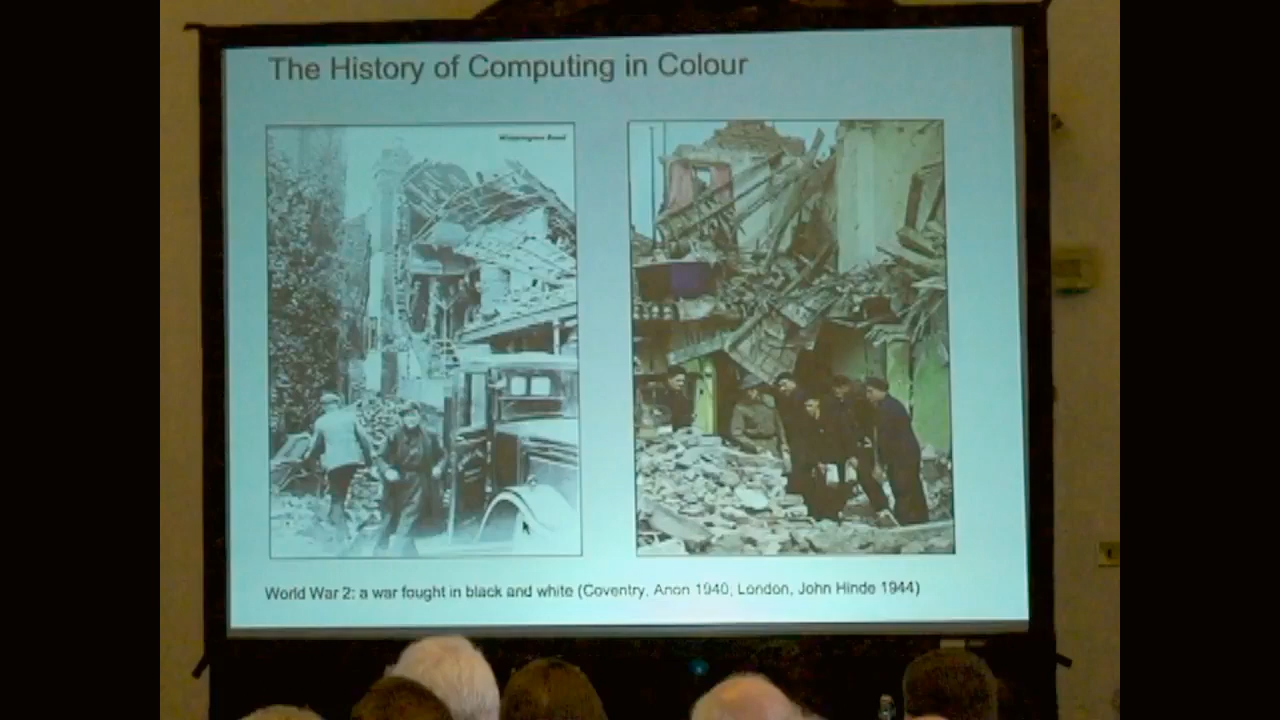 The History of Computing in Colour
Road
World War 2: a war fought in black and white (Coventry, Anon 1940; London, John Hinde 1944)